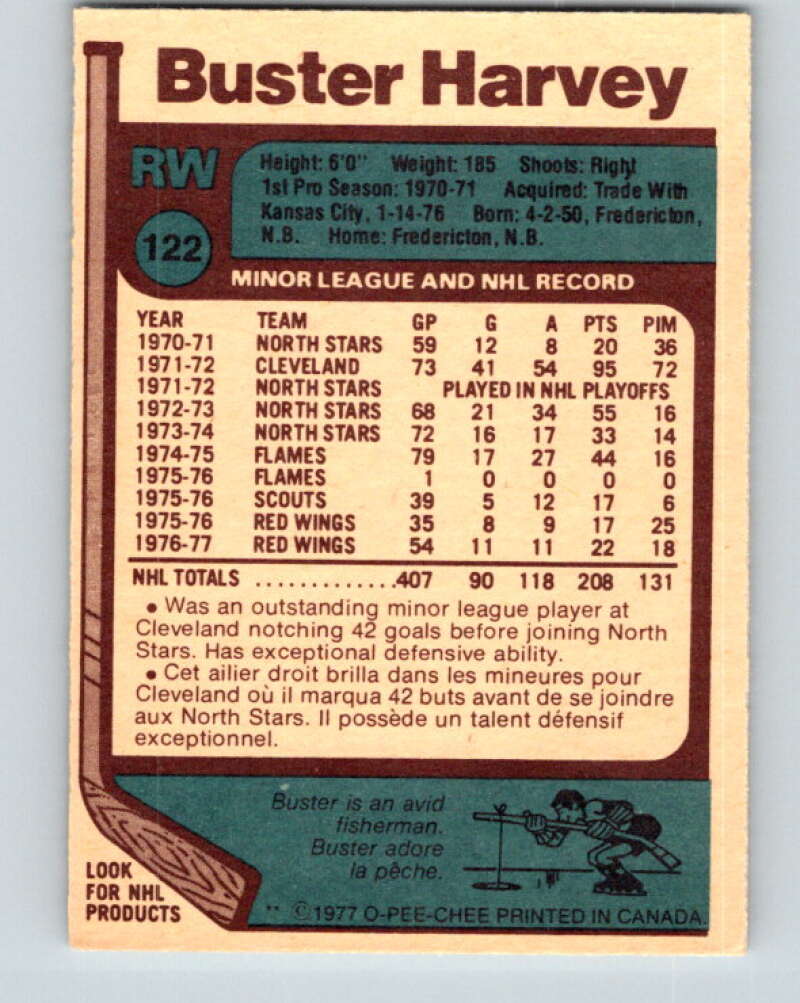 Buster Harvey
RW
Height: 6'0" Weight: 185 Shoots: Right
1st Pro Season: 1970-71 Acquired: Trade With
Kansas City, 1-14-76 Born: 4-2-50, Fredericton,
N.B. Home: Fredericton, N.B.
122
MINOR LEAGUE AND NHL RECORD
YEAR TEAM GP G A PTS PIM
1970-71 NORTH STARS 59 12 8 20 36
1971-72 CLEVELAND 73 41 54 95 72
1971-72 NORTH STARS PLAYED IN NHL PLAYOFFS
1972-73 NORTH STARS 68 21 34 55 16
1973-74 NORTH STARS 72 16 17 33 14
1974-75 FLAMES 79 17 27 44 16
1975-76 FLAMES 1 0 0 0 0
1975-76 SCOUTS 39 5 12 17 6
1975-76 RED WINGS 35 8 9 17 25
1976-77 RED WINGS 54 11 11 22 18
NHL TOTALS .............407 90 118 208 131
• Was an outstanding minor league player at
Cleveland notching 42 goals before joining North
Stars. Has exceptional defensive ability.
• Cet ailier droit brilla dans les mineures pour
Cleveland où il marqua 42 buts avant de se joindre
aux North Stars. Il possède un talent défensif
exceptionnel.
Buster is an avid
fisherman.
Buster adore
la pêche.
LOOK
FOR NHL
PRODUCTS
** ©1977 O-PEE-CHEE PRINTED IN CANADA.